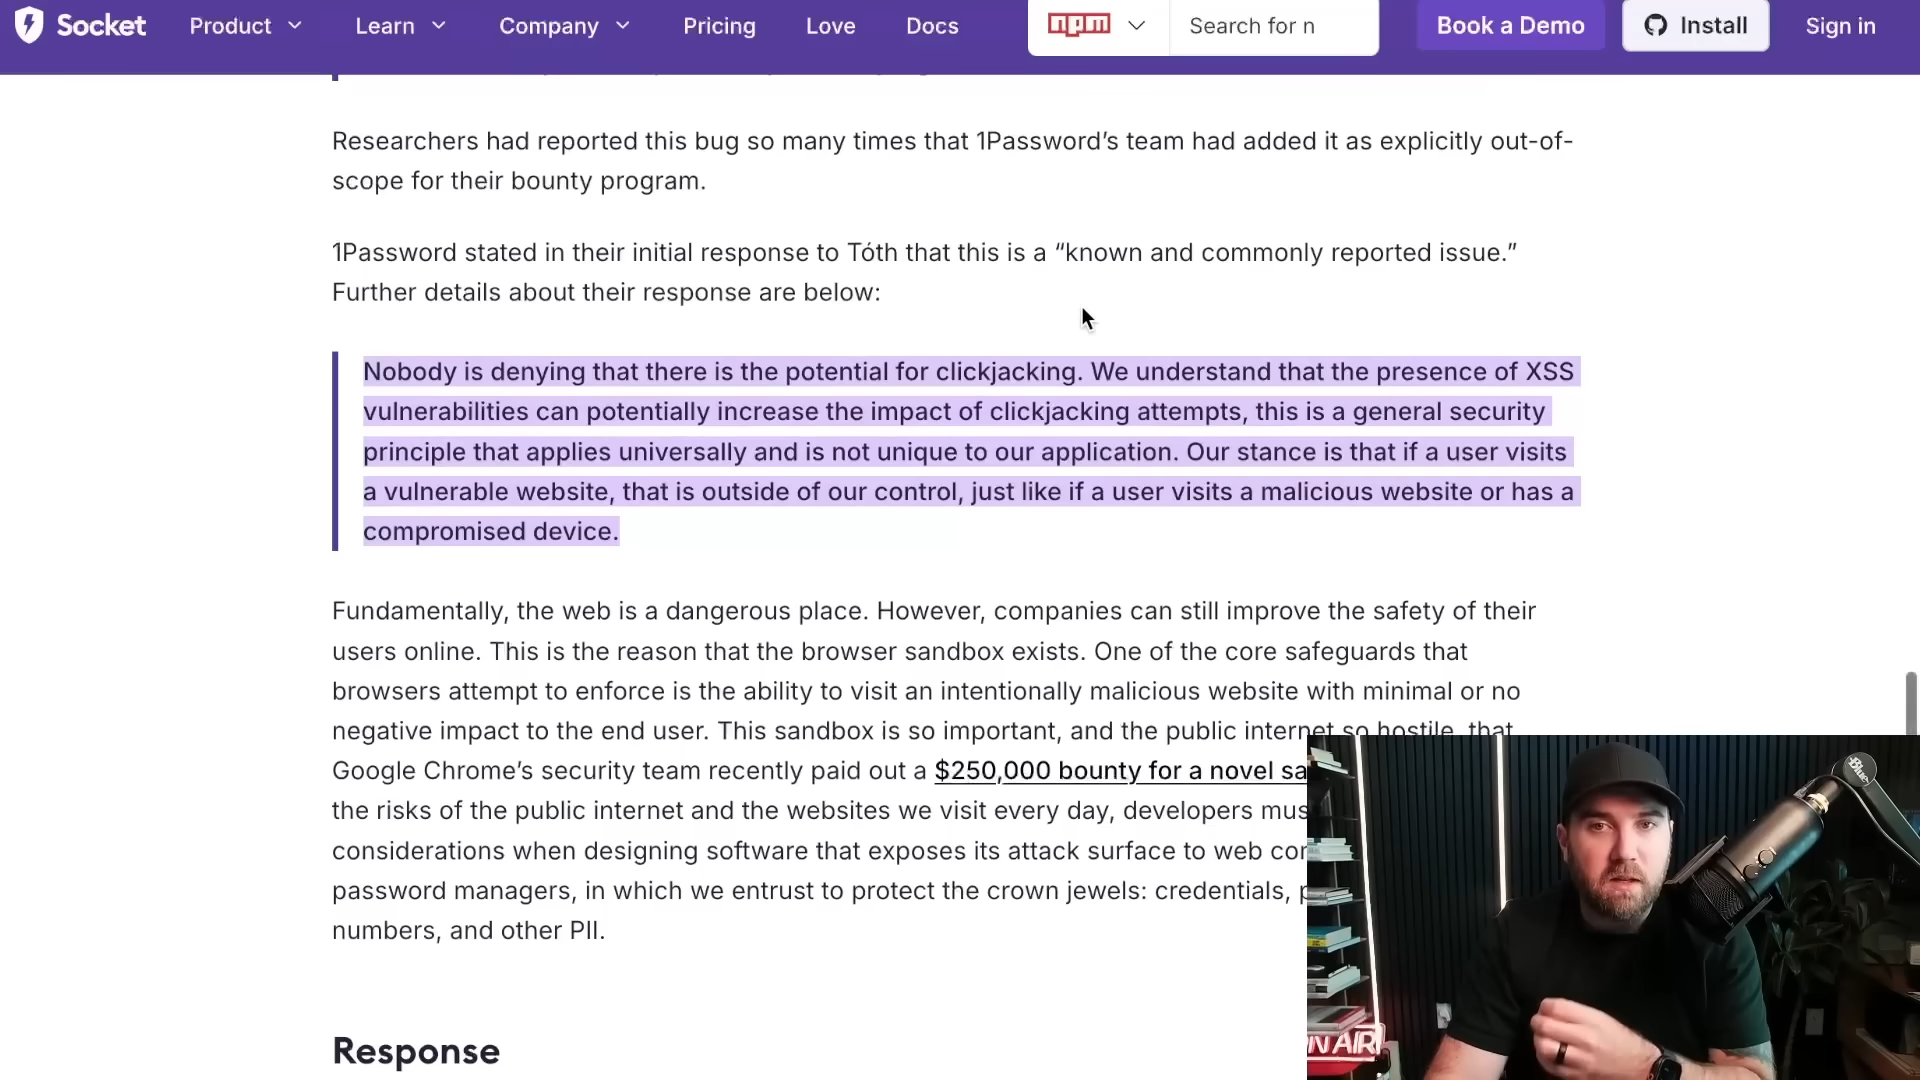 Socket Product Learn Company Pricing Love Docs npm Search for n Book a Demo Install Sign in
Researchers had reported this bug so many times that 1Password’s team had added it as explicitly out-of-
scope for their bounty program.
1Password stated in their initial response to Tóth that this is a “known and commonly reported issue.”
Further details about their response are below:
Nobody is denying that there is the potential for clickjacking. We understand that the presence of XSS
vulnerabilities can potentially increase the impact of clickjacking attempts, this is a general security
principle that applies universally and is not unique to our application. Our stance is that if a user visits
a vulnerable website, that is outside of our control, just like if a user visits a malicious website or has a
compromised device.
Fundamentally, the web is a dangerous place. However, companies can still improve the safety of their
users online. This is the reason that the browser sandbox exists. One of the core safeguards that
browsers attempt to enforce is the ability to visit an intentionally malicious website with minimal or no
negative impact to the end user. This sandbox is so important, and the public internet so hostile, that
Google Chrome’s security team recently paid out a $250,000 bounty for a novel sa
the risks of the public internet and the websites we visit every day, developers mus
considerations when designing software that exposes its attack surface to web con
password managers, in which we entrust to protect the crown jewels: credentials, p
numbers, and other PII.
Response
Blue
N AIR